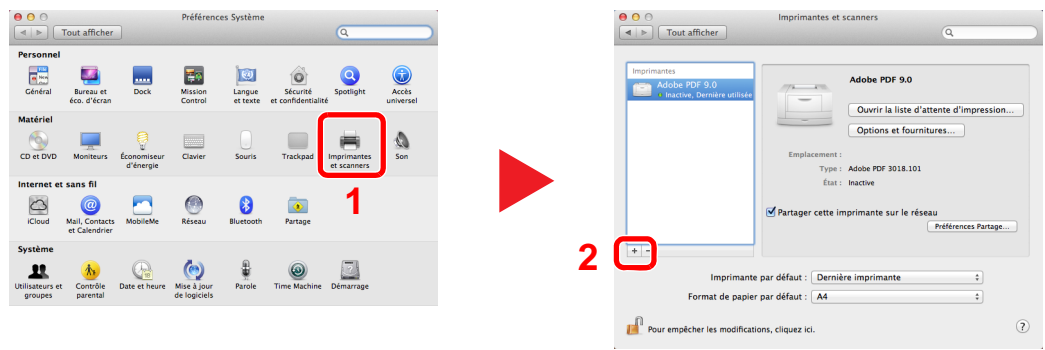 Préférences Système
Tout afficher
Personnel
Général
Bureau et
éco. d'écran
Dock
Mission
Control
Langue
et texte
Sécurité
et confidentialité
Spotlight
Accès
universel
Matériel
CD et DVD
Moniteurs
Économiseur
d'énergie
Clavier
Souris
Trackpad
Imprimantes
et scanners
Son
1
Internet et sans fil
iCloud
Mail, Contacts
et Calendrier
MobileMe
Réseau
Bluetooth
Partage
Système
Utilisateurs et
groupes
Contrôle
parental
Date et heure
Mise à jour
de logiciels
Parole
Time Machine
Démarrage
Imprimantes et scanners
Tout afficher
Imprimantes
Adobe PDF 9.0
Inactive, Dernière utilisée
Adobe PDF 9.0
Ouvrir la liste d'attente d'impression...
Options et fournitures...
Emplacement :
Type : Adobe PDF 3018.101
État : Inactive
Partager cette imprimante sur le réseau
Préférences Partage...
2
+ −
Imprimante par défaut : Dernière imprimante
Format de papier par défaut : A4
Pour empêcher les modifications, cliquez ici.
?